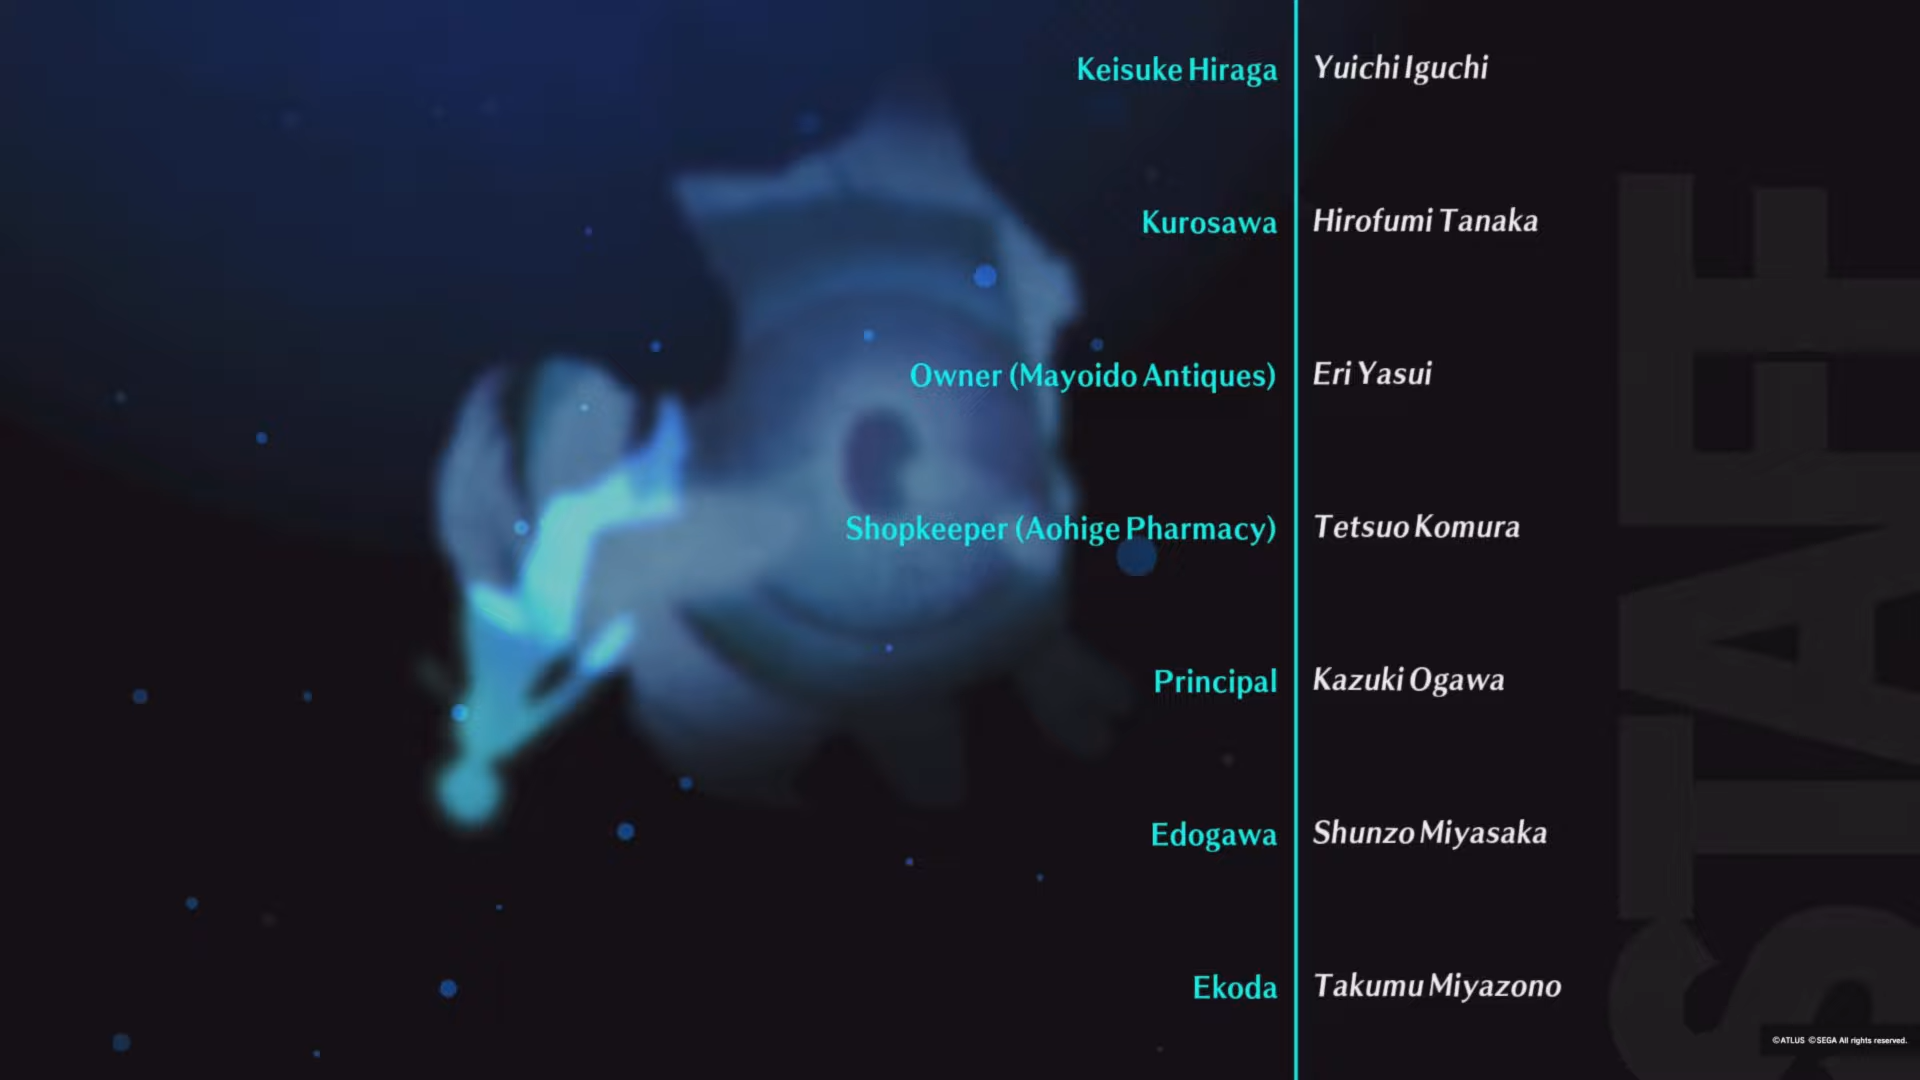 Keisuke Hiraga Yuichi Iguchi
Kurosawa Hirofumi Tanaka
Owner (Mayoido Antiques) Eri Yasui
Shopkeeper (Aohige Pharmacy) Tetsuo Komura
Principal Kazuki Ogawa
Edogawa Shunzo Miyasaka
Ekoda Takumu Miyazono
STAFF
©ATLUS ©SEGA All rights reserved.